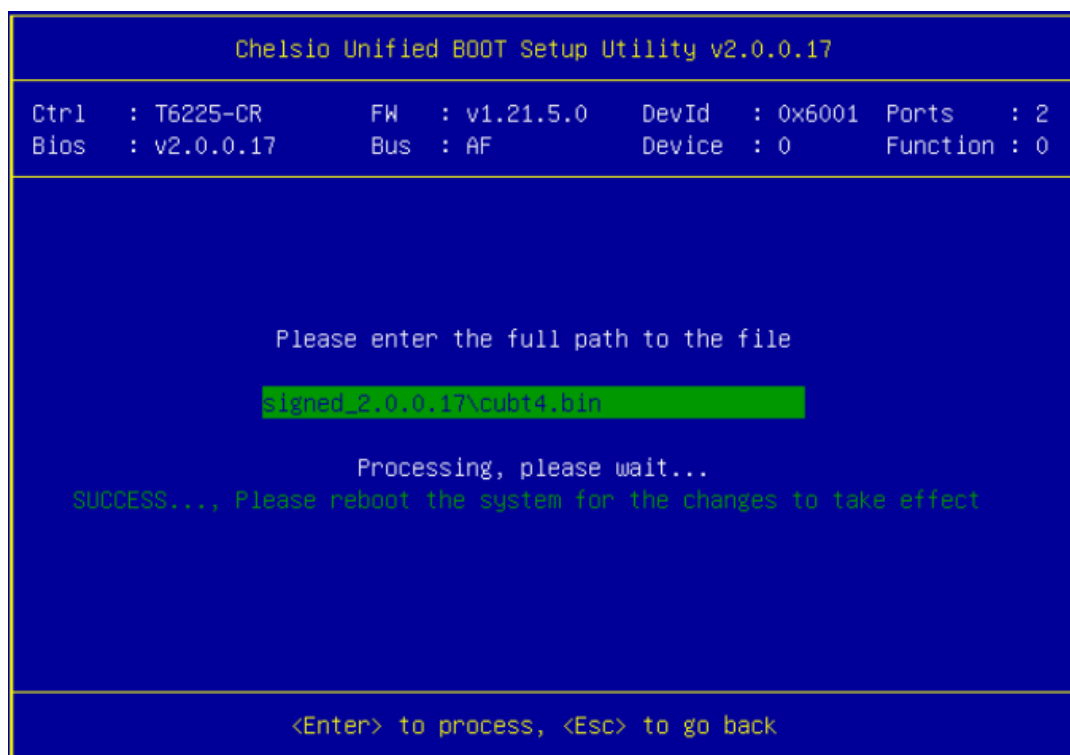 Chelsio Unified BOOT Setup Utility v2.0.0.17
Ctrl : T6225-CR FW : v1.21.5.0 DevId : 0x6001 Ports : 2
Bios : v2.0.0.17 Bus : AF Device : 0 Function : 0
Please enter the full path to the file
signed_2.0.0.17\cubt4.bin
Processing, please wait...
SUCCESS..., Please reboot the system for the changes to take effect
<Enter> to process, <Esc> to go back